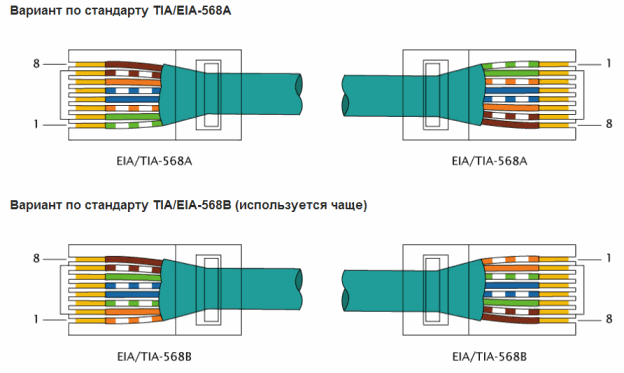 Вариант по стандарту TIA/EIA-568A
8
1
1
8
EIA/TIA-568A
EIA/TIA-568A
Вариант по стандарту TIA/EIA-568B (используется чаще)
8
1
1
8
EIA/TIA-568B
EIA/TIA-568B